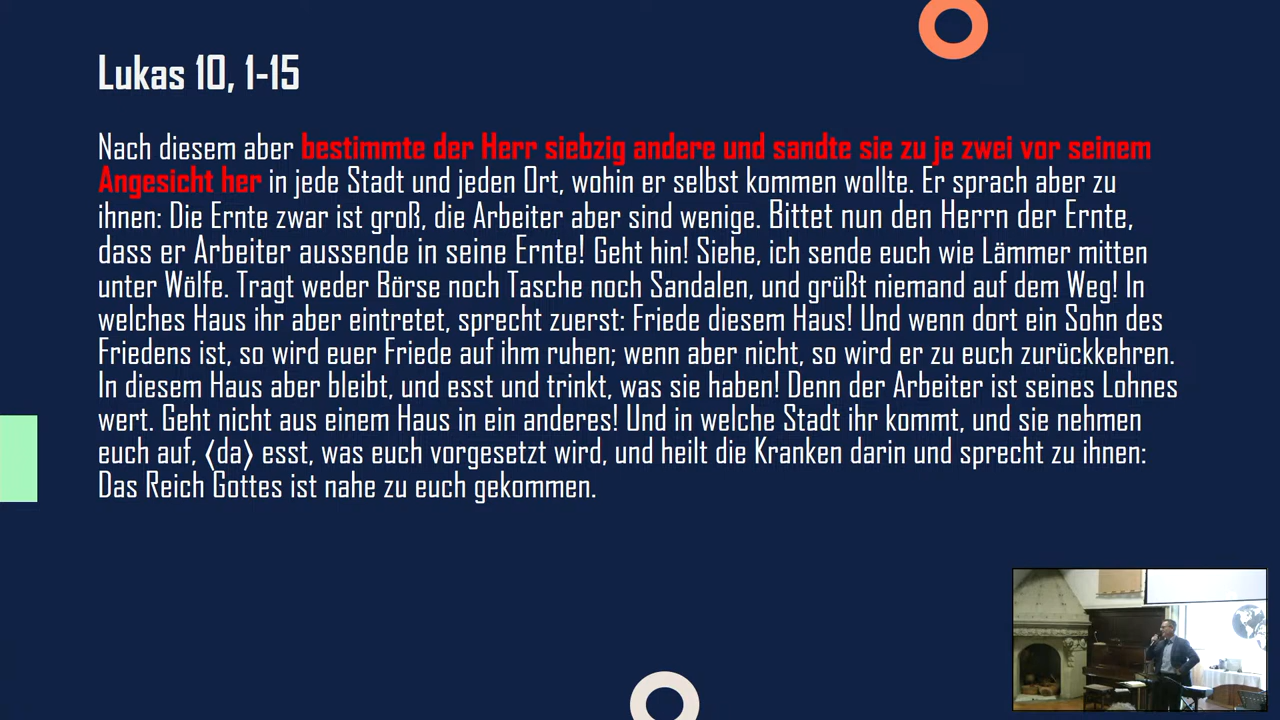 Lukas 10, 1-15
Nach diesem aber bestimmte der Herr siebzig andere und sandte sie zu je zwei vor seinem
Angesicht her in jede Stadt und jeden Ort, wohin er selbst kommen wollte. Er sprach aber zu
ihnen: Die Ernte zwar ist groß, die Arbeiter aber sind wenige. Bittet nun den Herrn der Ernte,
dass er Arbeiter aussende in seine Ernte! Geht hin! Siehe, ich sende euch wie Lämmer mitten
unter Wölfe. Tragt weder Börse noch Tasche noch Sandalen, und grüßt niemand auf dem Weg! In
welches Haus ihr aber eintretet, sprecht zuerst: Friede diesem Haus! Und wenn dort ein Sohn des
Friedens ist, so wird euer Friede auf ihm ruhen; wenn aber nicht, so wird er zu euch zurückkehren.
In diesem Haus aber bleibt, und esst und trinkt, was sie haben! Denn der Arbeiter ist seines Lohnes
wert. Geht nicht aus einem Haus in ein anderes! Und in welche Stadt ihr kommt, und sie nehmen
euch auf, ⟨da⟩ esst, was euch vorgesetzt wird, und heilt die Kranken darin und sprecht zu ihnen:
Das Reich Gottes ist nahe zu euch gekommen.